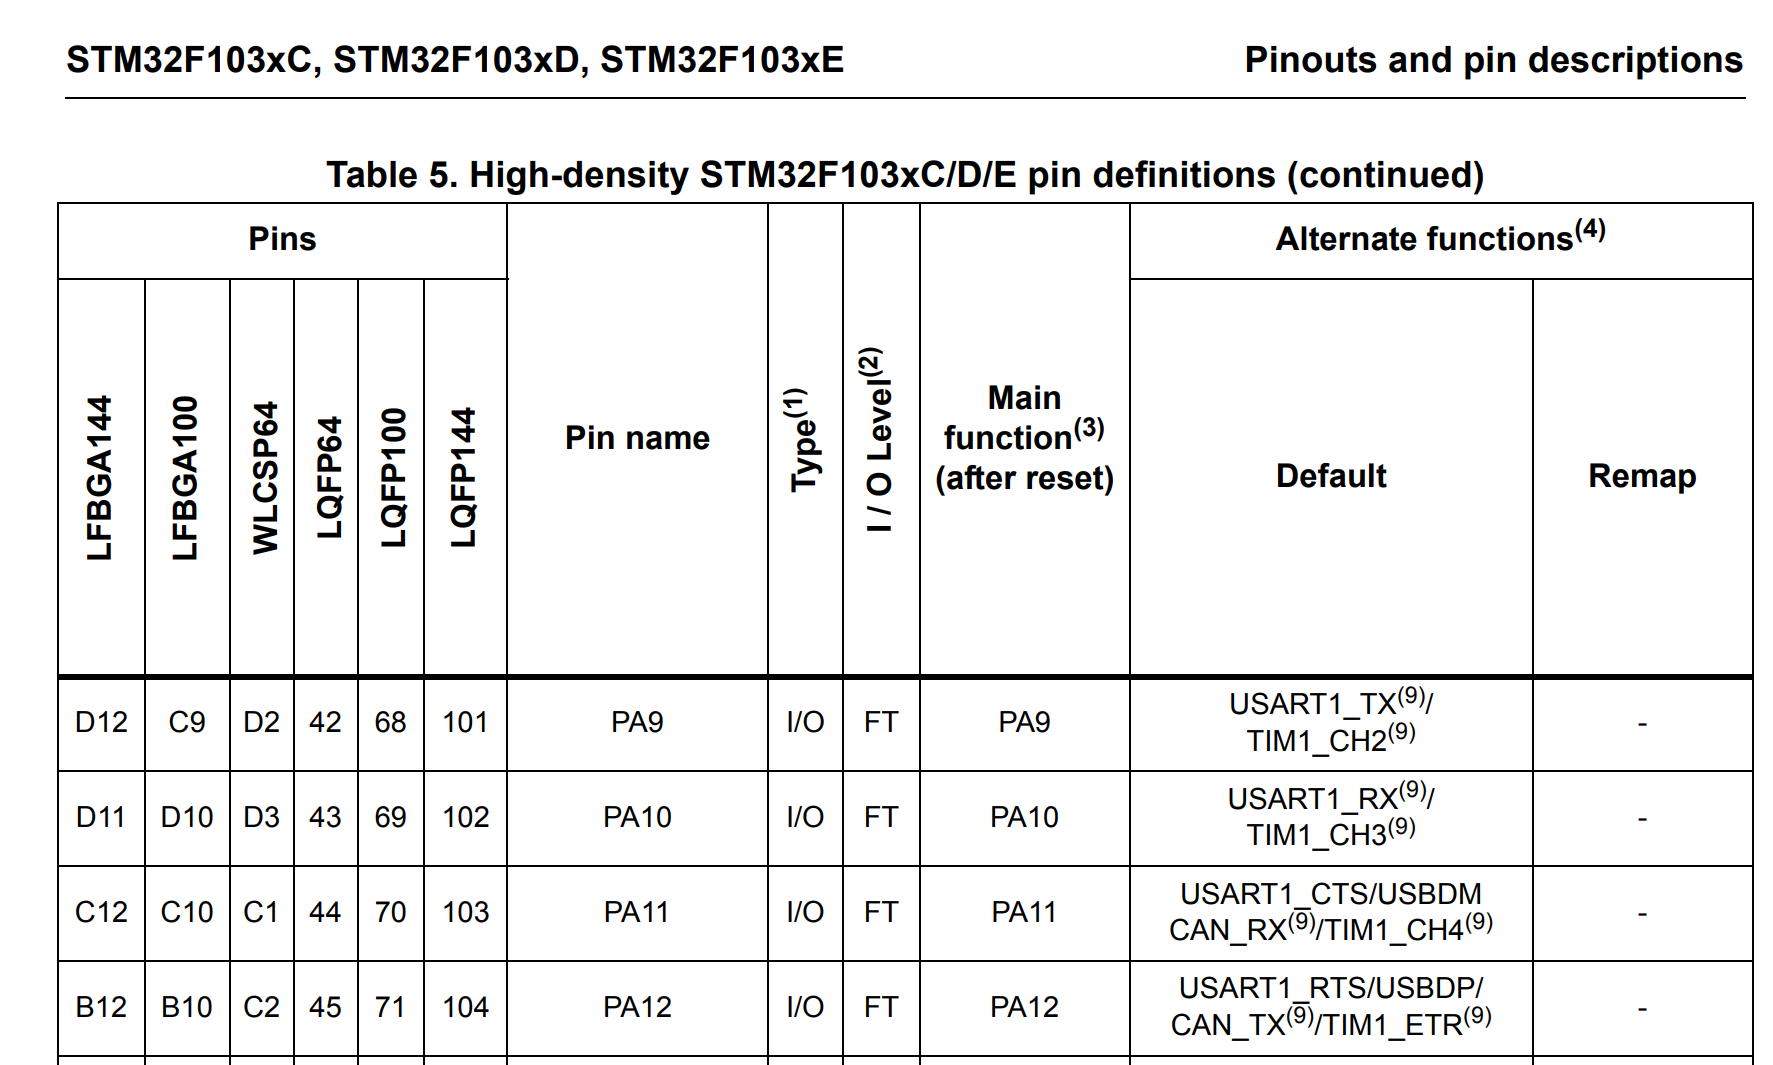 STM32F103xC, STM32F103xD, STM32F103xE Pinouts and pin descriptions
Table 5. High-density STM32F103xC/D/E pin definitions (continued)
Pins
Pin name
Type(1)
I / O Level(2)
Main
function(3)
(after reset)
Alternate functions(4)
LFBGA144
LFBGA100
WLCSP64
LQFP64
LQFP100
LQFP144
Default
Remap
D12 C9 D2 42 68 101 PA9 I/O FT PA9 USART1_TX(9)/
TIM1_CH2(9) -
D11 D10 D3 43 69 102 PA10 I/O FT PA10 USART1_RX(9)/
TIM1_CH3(9) -
C12 C10 C1 44 70 103 PA11 I/O FT PA11 USART1_CTS/USBDM
CAN_RX(9)/TIM1_CH4(9) -
B12 B10 C2 45 71 104 PA12 I/O FT PA12 USART1_RTS/USBDP/
CAN_TX(9)/TIM1_ETR(9) -